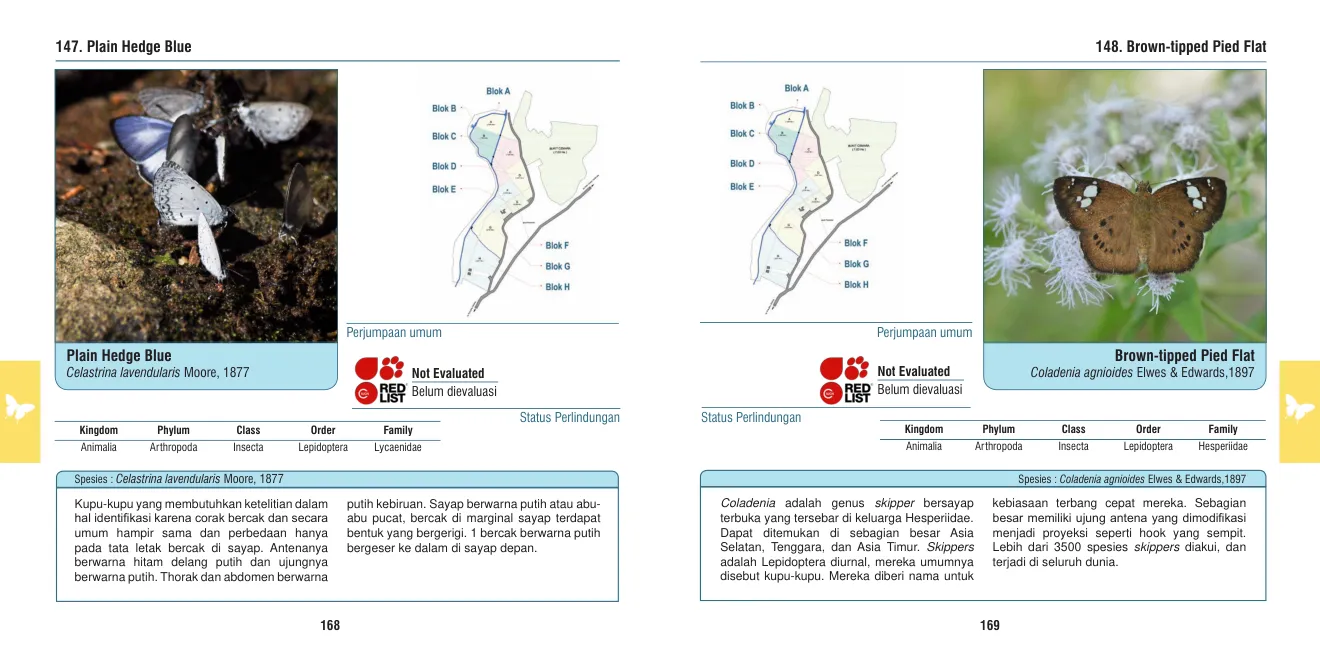 147. Plain Hedge Blue
Blok A
Blok B
Blok C
Blok D
Blok E
Blok F
Blok G
Blok H
Perjumpaan umum
Plain Hedge Blue
Celastrina lavendularis Moore, 1877
RED
LIST
Not Evaluated
Belum dievaluasi
Status Perlindungan
Kingdom Phylum Class Order Family
Animalia Arthropoda Insecta Lepidoptera Lycaenidae
Spesies : Celastrina lavendularis Moore, 1877
Kupu-kupu yang membutuhkan ketelitian dalam
hal identifikasi karena corak bercak dan secara
umum hampir sama dan perbedaan hanya
pada tata letak bercak di sayap. Antenanya
berwarna hitam delang putih dan ujungnya
berwarna putih. Thorak dan abdomen berwarna
putih kebiruan. Sayap berwarna putih atau abu-
abu pucat, bercak di marginal sayap terdapat
bentuk yang bergerigi. 1 bercak berwarna putih
bergeser ke dalam di sayap depan.
168
148. Brown-tipped Pied Flat
Blok A
Blok B
Blok C
Blok D
Blok E
Blok F
Blok G
Blok H
Perjumpaan umum
Brown-tipped Pied Flat
Coladenia agnioides Elwes & Edwards,1897
RED
LIST
Not Evaluated
Belum dievaluasi
Status Perlindungan
Kingdom Phylum Class Order Family
Animalia Arthropoda Insecta Lepidoptera Hesperiidae
Spesies : Coladenia agnioides Elwes & Edwards,1897
Coladenia adalah genus skipper bersayap
terbuka yang tersebar di keluarga Hesperiidae.
Dapat ditemukan di sebagian besar Asia
Selatan, Tenggara, dan Asia Timur. Skippers
adalah Lepidoptera diurnal, mereka umumnya
disebut kupu-kupu. Mereka diberi nama untuk
kebiasaan terbang cepat mereka. Sebagian
besar memiliki ujung antena yang dimodifikasi
menjadi proyeksi seperti hook yang sempit.
Lebih dari 3500 spesies skippers diakui, dan
terjadi di seluruh dunia.
169